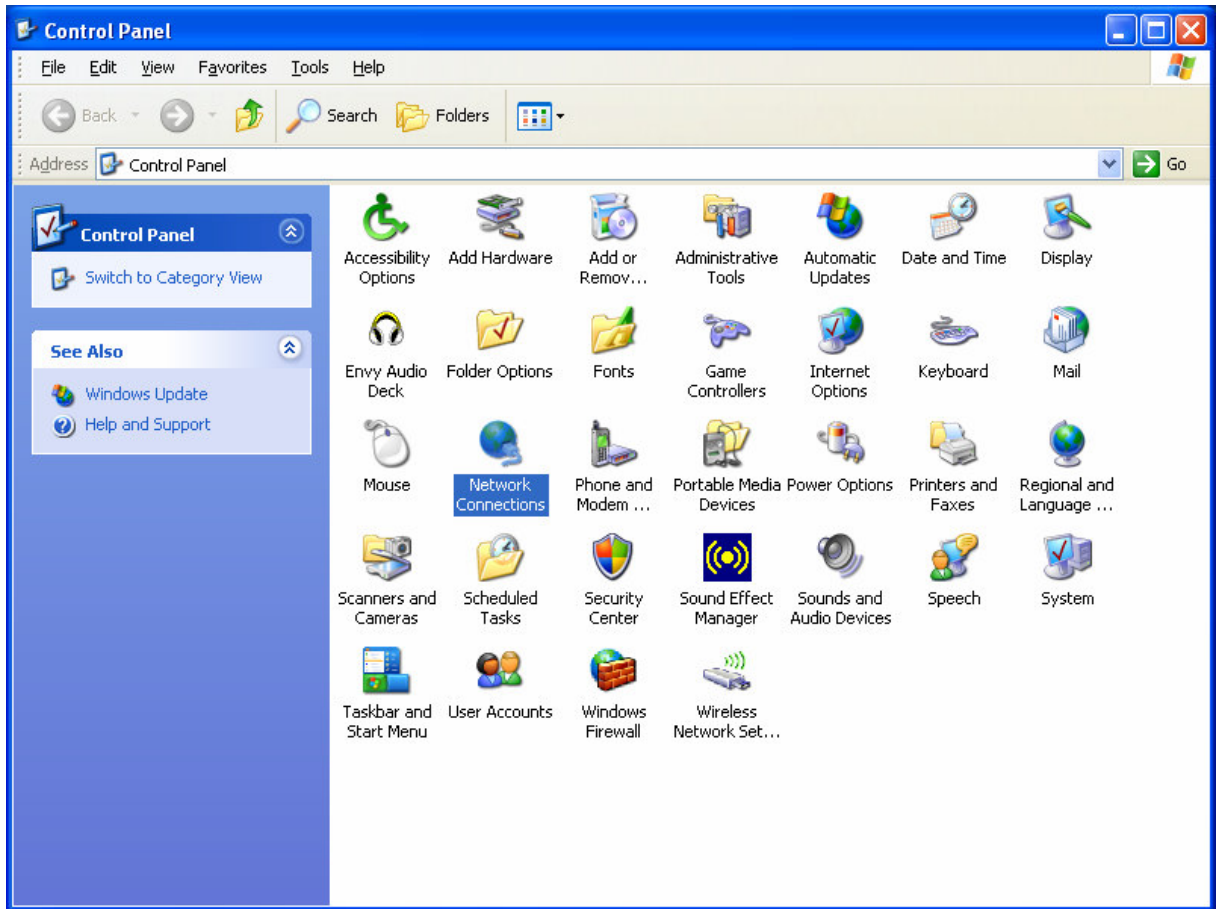 Control Panel
File Edit View Favorites Tools Help
Back Search Folders
Address Control Panel Go
Control Panel
Switch to Category View
See Also
Windows Update
Help and Support
Accessibility Options
Add Hardware
Add or Remov...
Administrative Tools
Automatic Updates
Date and Time
Display
Envy Audio Deck
Folder Options
Fonts
Game Controllers
Internet Options
Keyboard
Mail
Mouse
Network Connections
Phone and Modem ...
Portable Media Devices
Power Options
Printers and Faxes
Regional and Language ...
Scanners and Cameras
Scheduled Tasks
Security Center
Sound Effect Manager
Sounds and Audio Devices
Speech
System
Taskbar and Start Menu
User Accounts
Windows Firewall
Wireless Network Set...